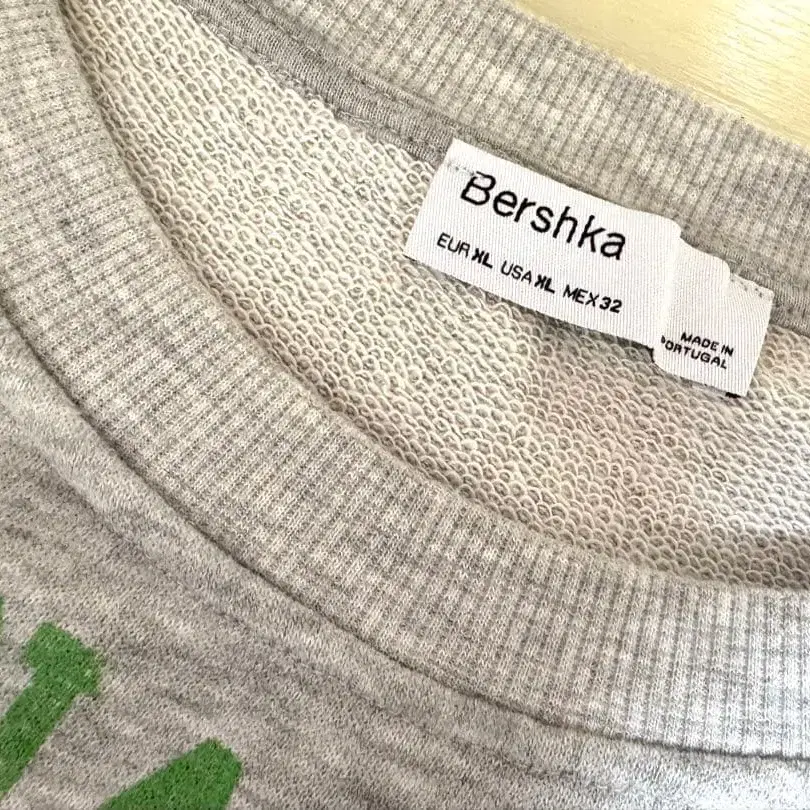 Bershka
EUR XL USA XL MEX 32
MADE IN
PORTUGAL